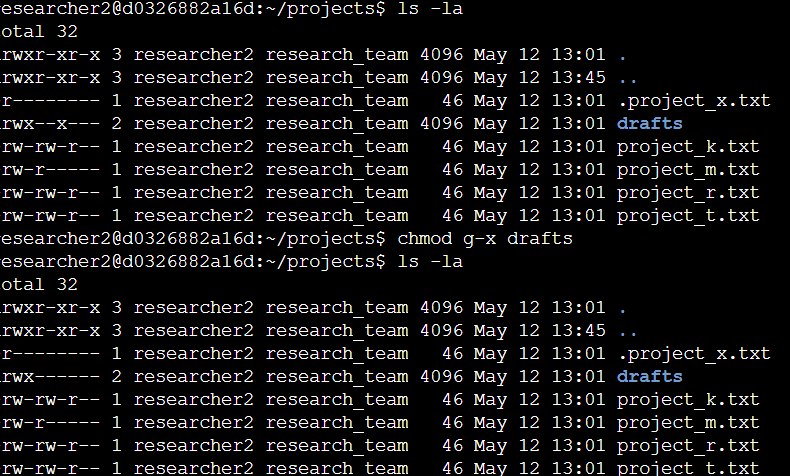 researcher2@d0326882a16d:~/projects$ ls -la
otal 32
rwxr-xr-x 3 researcher2 research_team 4096 May 12 13:01 .
rwxr-xr-x 3 researcher2 research_team 4096 May 12 13:45 ..
r-------- 1 researcher2 research_team 46 May 12 13:01 .project_x.txt
rwx--x--- 2 researcher2 research_team 4096 May 12 13:01 drafts
rw-rw-r-- 1 researcher2 research_team 46 May 12 13:01 project_k.txt
rw-r----- 1 researcher2 research_team 46 May 12 13:01 project_m.txt
rw-rw-r-- 1 researcher2 research_team 46 May 12 13:01 project_r.txt
rw-rw-r-- 1 researcher2 research_team 46 May 12 13:01 project_t.txt
researcher2@d0326882a16d:~/projects$ chmod g-x drafts
researcher2@d0326882a16d:~/projects$ ls -la
otal 32
rwxr-xr-x 3 researcher2 research_team 4096 May 12 13:01 .
rwxr-xr-x 3 researcher2 research_team 4096 May 12 13:45 ..
r-------- 1 researcher2 research_team 46 May 12 13:01 .project_x.txt
rwx------ 2 researcher2 research_team 4096 May 12 13:01 drafts
rw-rw-r-- 1 researcher2 research_team 46 May 12 13:01 project_k.txt
rw-r----- 1 researcher2 research_team 46 May 12 13:01 project_m.txt
rw-rw-r-- 1 researcher2 research_team 46 May 12 13:01 project_r.txt
rw-rw-r-- 1 researcher2 research_team 46 May 12 13:01 project_t.txt